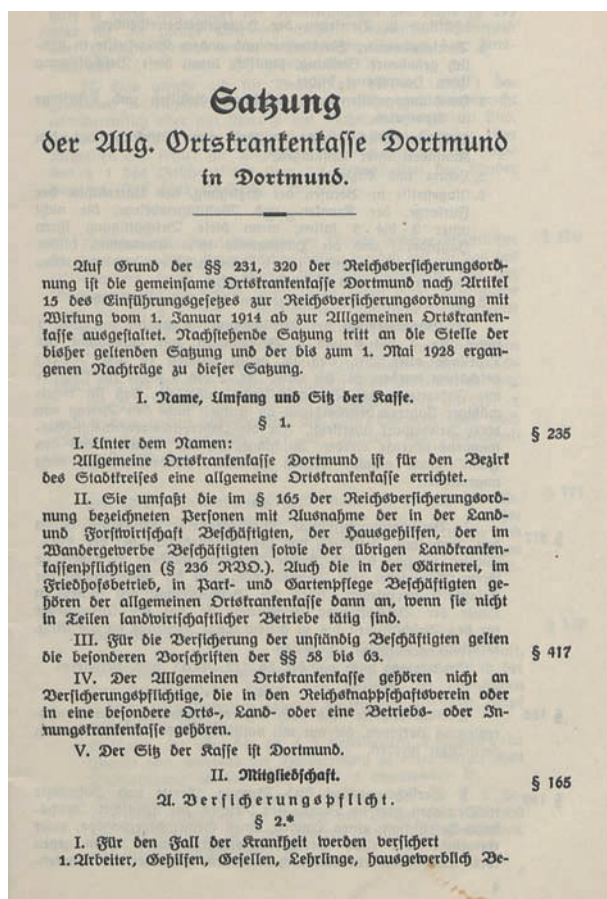 Satzung
der Allg. Ortskrankenkasse Dortmund
in Dortmund.
Auf Grund der §§ 231, 320 der Reichsversicherungsord-
nung ist die gemeinsame Ortskrankenkasse Dortmund nach Artikel
15 des Einführungsgesetzes zur Reichsversicherungsordnung mit
Wirkung vom 1. Januar 1914 ab zur Allgemeinen Ortskranken-
kasse ausgestaltet. Nachstehende Satzung tritt an die Stelle der
bisher geltenden Satzung und der bis zum 1. Mai 1928 ergan-
genen Nachträge zu dieser Satzung.
I. Name, Umfang und Sitz der Kasse.
§ 1.
§ 235
I. Unter dem Namen:
Allgemeine Ortskrankenkasse Dortmund ist für den Bezirk
des Stadtkreises eine allgemeine Ortskrankenkasse errichtet.
II. Sie umfaßt die im § 165 der Reichsversicherungsord-
nung bezeichneten Personen mit Ausnahme der in der Land-
und Forstwirtschaft Beschäftigten, der Hausgehilfen, der im
Wandergewerbe Beschäftigten sowie der übrigen Landkranken-
kassenpflichtigen (§ 236 RVO.). Auch die in der Gärtnerei, im
Friedhofsbetrieb, in Park- und Gartenpflege Beschäftigten ge-
hören der allgemeinen Ortskrankenkasse dann an, wenn sie nicht
in Teilen landwirtschaftlicher Betriebe tätig sind.
III. Für die Versicherung der unständig Beschäftigten gelten
die besonderen Vorschriften der §§ 58 bis 63.
§ 417
IV. Der Allgemeinen Ortskrankenkasse gehören nicht an
Versicherungspflichtige, die in den Reichsknappschaftsverein oder
in eine besondere Orts-, Land- oder eine Betriebs- oder In-
nungskrankenkasse gehören.
V. Der Sitz der Kasse ist Dortmund.
II. Mitgliedschaft.
§ 165
A. Versicherungspflicht.
§ 2.*
I. Für den Fall der Krankheit werden versichert
1. Arbeiter, Gehilfen, Gesellen, Lehrlinge, hausgewerblich Be-